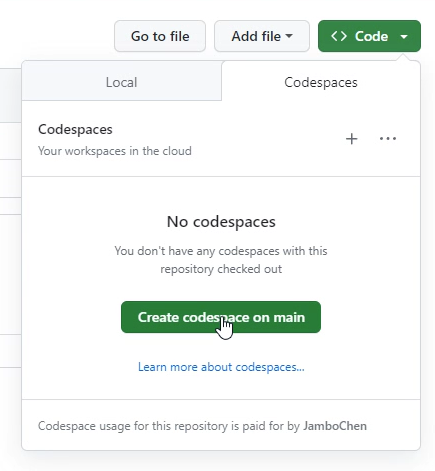 Go to file Add file <> Code
Local Codespaces
Codespaces
Your workspaces in the cloud
No codespaces
You don't have any codespaces with this
repository checked out
Create codespace on main
Learn more about codespaces...
Codespace usage for this repository is paid for by JamboChen